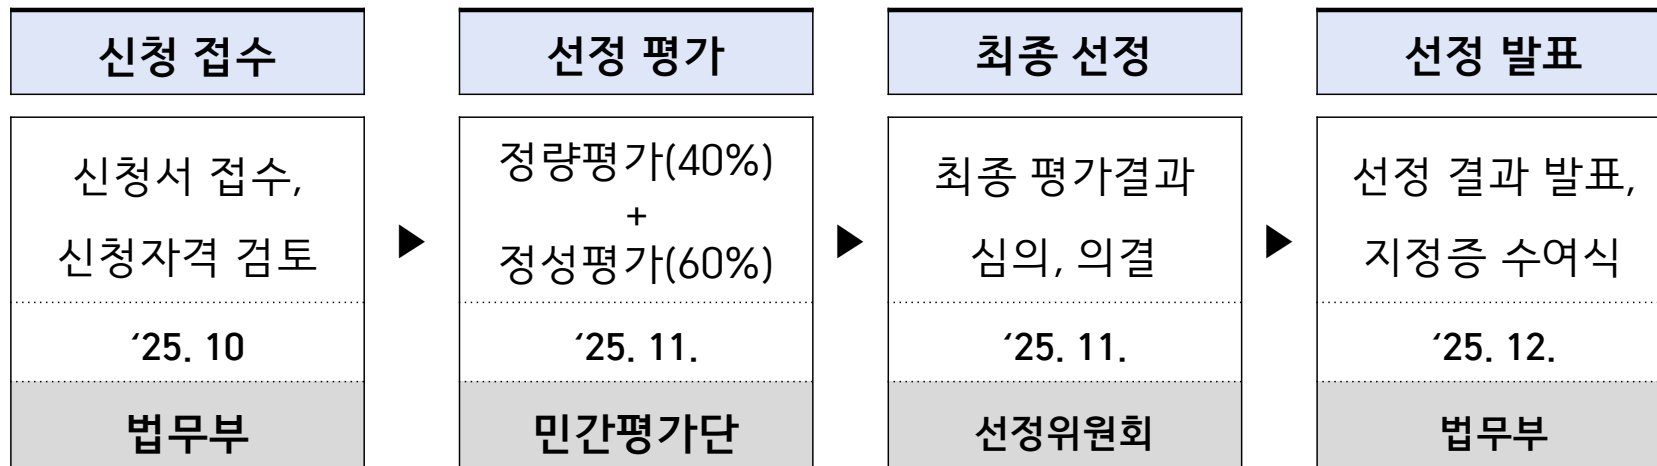 신청 접수
신청서 접수,
신청자격 검토
‘25. 10
법무부
▶
선정 평가
정량평가(40%)
+
정성평가(60%)
‘25. 11.
민간평가단
▶
최종 선정
최종 평가결과
심의, 의결
‘25. 11.
선정위원회
▶
선정 발표
선정 결과 발표,
지정증 수여식
‘25. 12.
법무부